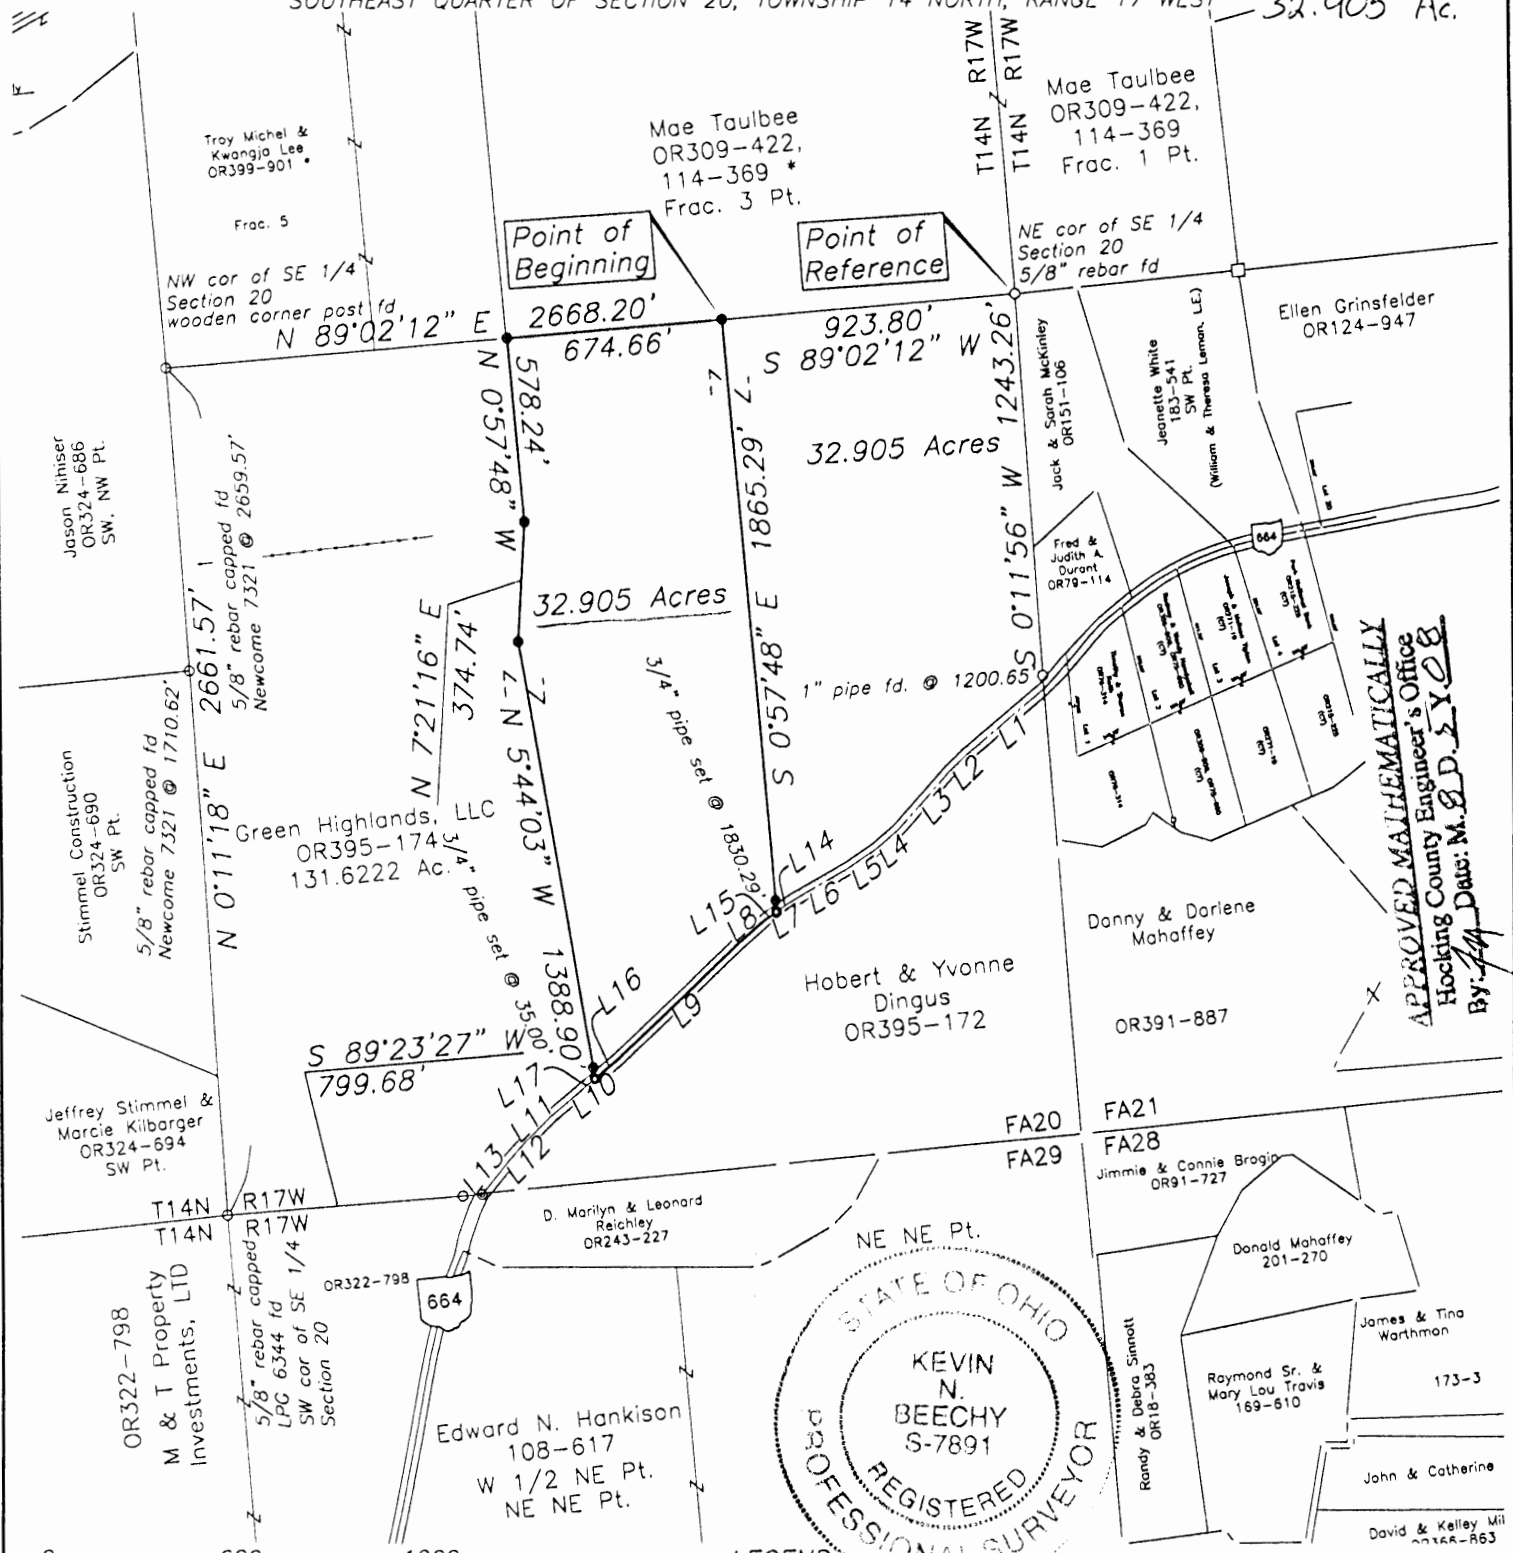 SOUTHEAST QUARTER OF SECTION 20, TOWNSHIP 14 NORTH, RANGE 17 WEST
32.905 Ac.
Troy Michel &
Kwangja Lee
OR399-901 *
Frac. 5
Mae Taulbee
OR309-422,
114-369 *
Frac. 3 Pt.
T14N R17W
T14N R17W
Mae Taulbee
OR309-422,
114-369
Frac. 1 Pt.
Point of
Beginning
Point of
Reference
NE cor of SE 1/4
Section 20
5/8" rebar fd
NW cor of SE 1/4
Section 20
wooden corner post fd
N 89°02'12" E
2668.20'
674.66'
923.80'
S 89°02'12" W
Ellen Grinsfelder
OR124-947
Jack & Sarah McKinley
OR151-106
Jeanette White
183-541
SW Pt.
(William & Theresa Lemon, L.E.)
S 0°11'56" W 1243.26'
N 0°57'48" W
578.24'
32.905 Acres
S 0°57'48" E 1865.29'
Jason Nihiser
OR324-686
SW, NW Pt.
N 0°11'18" E 2661.57'
5/8" rebar capped fd
Newcome 7321 @ 2659.57'
664
Fred &
Judith A.
Durant
OR79-114
32.905 Acres
N 7°21'16" E
374.74'
3/4" pipe set @ 1830.29'
1" pipe fd. @ 1200.65'
N 5°44'03" W 1388.90'
Stimmel Construction
OR324-690
SW Pt.
5/8" rebar capped fd
Newcome 7321 @ 1710.62'
Green Highlands, LLC
OR395-174
131.6222 Ac.
3/4" pipe set @ 35.00'
L1
L2
L3
L4
L5
L6
L7
L8
L14
L15
L9
L16
L10
L17
L11
L12
L13
APPROVED MATHEMATICALLY
Hocking County Engineer's Office
By: Date: M. D. Y.
Danny & Darlene
Mahaffey
OR391-887
Hobert & Yvonne
Dingus
OR395-172
S 89°23'27" W
799.68'
Jeffrey Stimmel &
Marcie Kilbarger
OR324-694
SW Pt.
FA20 FA21
FA29 FA28
Jimmie & Connie Brogin
OR91-727
T14N R17W
T14N R17W
D. Marilyn & Leonard
Reichley
OR243-227
NE NE Pt.
Donald Mahaffey
201-270
OR322-798
M & T Property
Investments, LTD
5/8" rebar capped
LPG 6344 fd
SW cor of SE 1/4
Section 20
OR322-798
664
STATE OF OHIO
KEVIN
N.
BEECHY
S-7891
REGISTERED
PROFESSIONAL SURVEYOR
Randy & Debra Sinnott
OR18-383
Raymond Sr. &
Mary Lou Travis
169-610
James & Tina
Warthman
173-3
Edward N. Hankison
108-617
W 1/2 NE Pt.
NE NE Pt.
John & Catherine
David & Kelley Mil
OR366-863
LEGEND